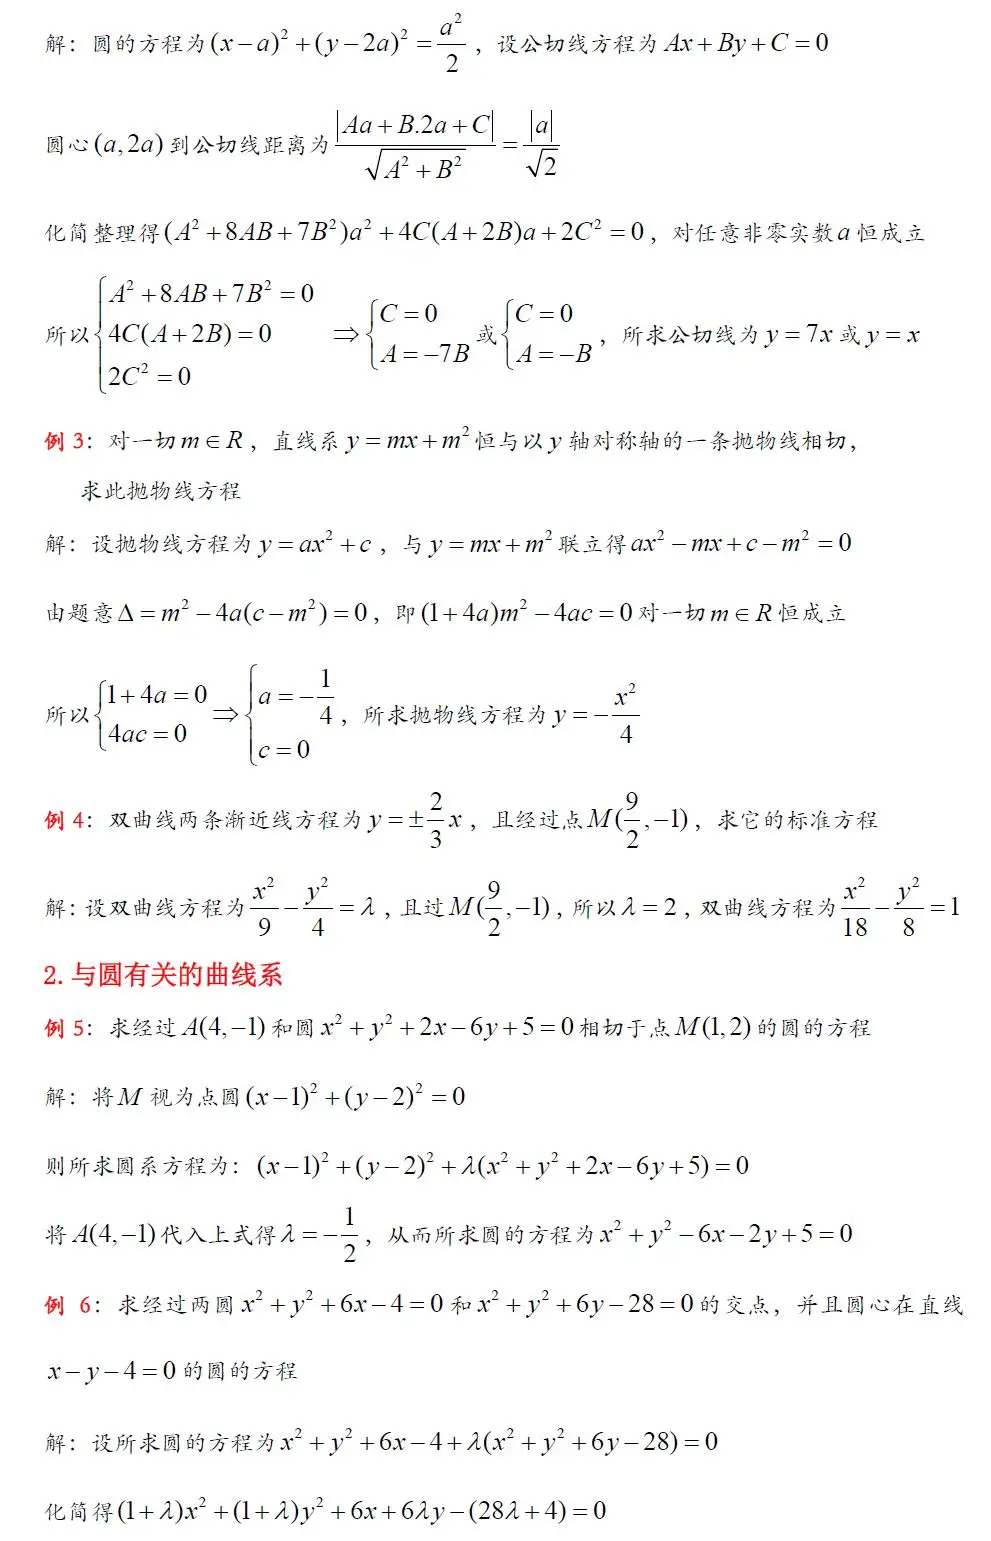 解：圆的方程为 $(x-a)^2+(y-2a)^2=\frac{a^2}{2}$，设公切线方程为 $Ax+By+C=0$
圆心 $(a,2a)$ 到公切线距离为 $\frac{|Aa+B.2a+C|}{\sqrt{A^2+B^2}}=\frac{|a|}{\sqrt{2}}$
化简整理得 $(A^2+8AB+7B^2)a^2+4C(A+2B)a+2C^2=0$，对任意非零实数 $a$ 恒成立
所以 $\begin{cases}A^2+8AB+7B^2=0\\4C(A+2B)=0\\2C^2=0\end{cases}\Rightarrow\begin{cases}C=0\\A=-7B\end{cases}$ 或 $\begin{cases}C=0\\A=-B\end{cases}$，所求公切线为 $y=7x$ 或 $y=x$
例 3：对一切 $m\in R$，直线系 $y=mx+m^2$ 恒与以 $y$ 轴对称轴的一条抛物线相切，
求此抛物线方程
解：设抛物线方程为 $y=ax^2+c$，与 $y=mx+m^2$ 联立得 $ax^2-mx+c-m^2=0$
由题意 $\Delta=m^2-4a(c-m^2)=0$，即 $(1+4a)m^2-4ac=0$ 对一切 $m\in R$ 恒成立
所以 $\begin{cases}1+4a=0\\4ac=0\end{cases}\Rightarrow\begin{cases}a=-\frac{1}{4}\\c=0\end{cases}$，所求抛物线方程为 $y=-\frac{x^2}{4}$
例 4：双曲线两条渐近线方程为 $y=\pm\frac{2}{3}x$，且经过点 $M(\frac{9}{2},-1)$，求它的标准方程
解：设双曲线方程为 $\frac{x^2}{9}-\frac{y^2}{4}=\lambda$，且过 $M(\frac{9}{2},-1)$，所以 $\lambda=2$，双曲线方程为 $\frac{x^2}{18}-\frac{y^2}{8}=1$
2. 与圆有关的曲线系
例 5：求经过 $A(4,-1)$ 和圆 $x^2+y^2+2x-6y+5=0$ 相切于点 $M(1,2)$ 的圆的方程
解：将 $M$ 视为点圆 $(x-1)^2+(y-2)^2=0$
则所求圆系方程为：$(x-1)^2+(y-2)^2+\lambda(x^2+y^2+2x-6y+5)=0$
将 $A(4,-1)$ 代入上式得 $\lambda=-\frac{1}{2}$，从而所求圆的方程为 $x^2+y^2-6x-2y+5=0$
例 6：求经过两圆 $x^2+y^2+6x-4=0$ 和 $x^2+y^2+6y-28=0$ 的交点，并且圆心在直线
$x-y-4=0$ 的圆的方程
解：设所求圆的方程为 $x^2+y^2+6x-4+\lambda(x^2+y^2+6y-28)=0$
化简得 $(1+\lambda)x^2+(1+\lambda)y^2+6x+6\lambda y-(28\lambda+4)=0$